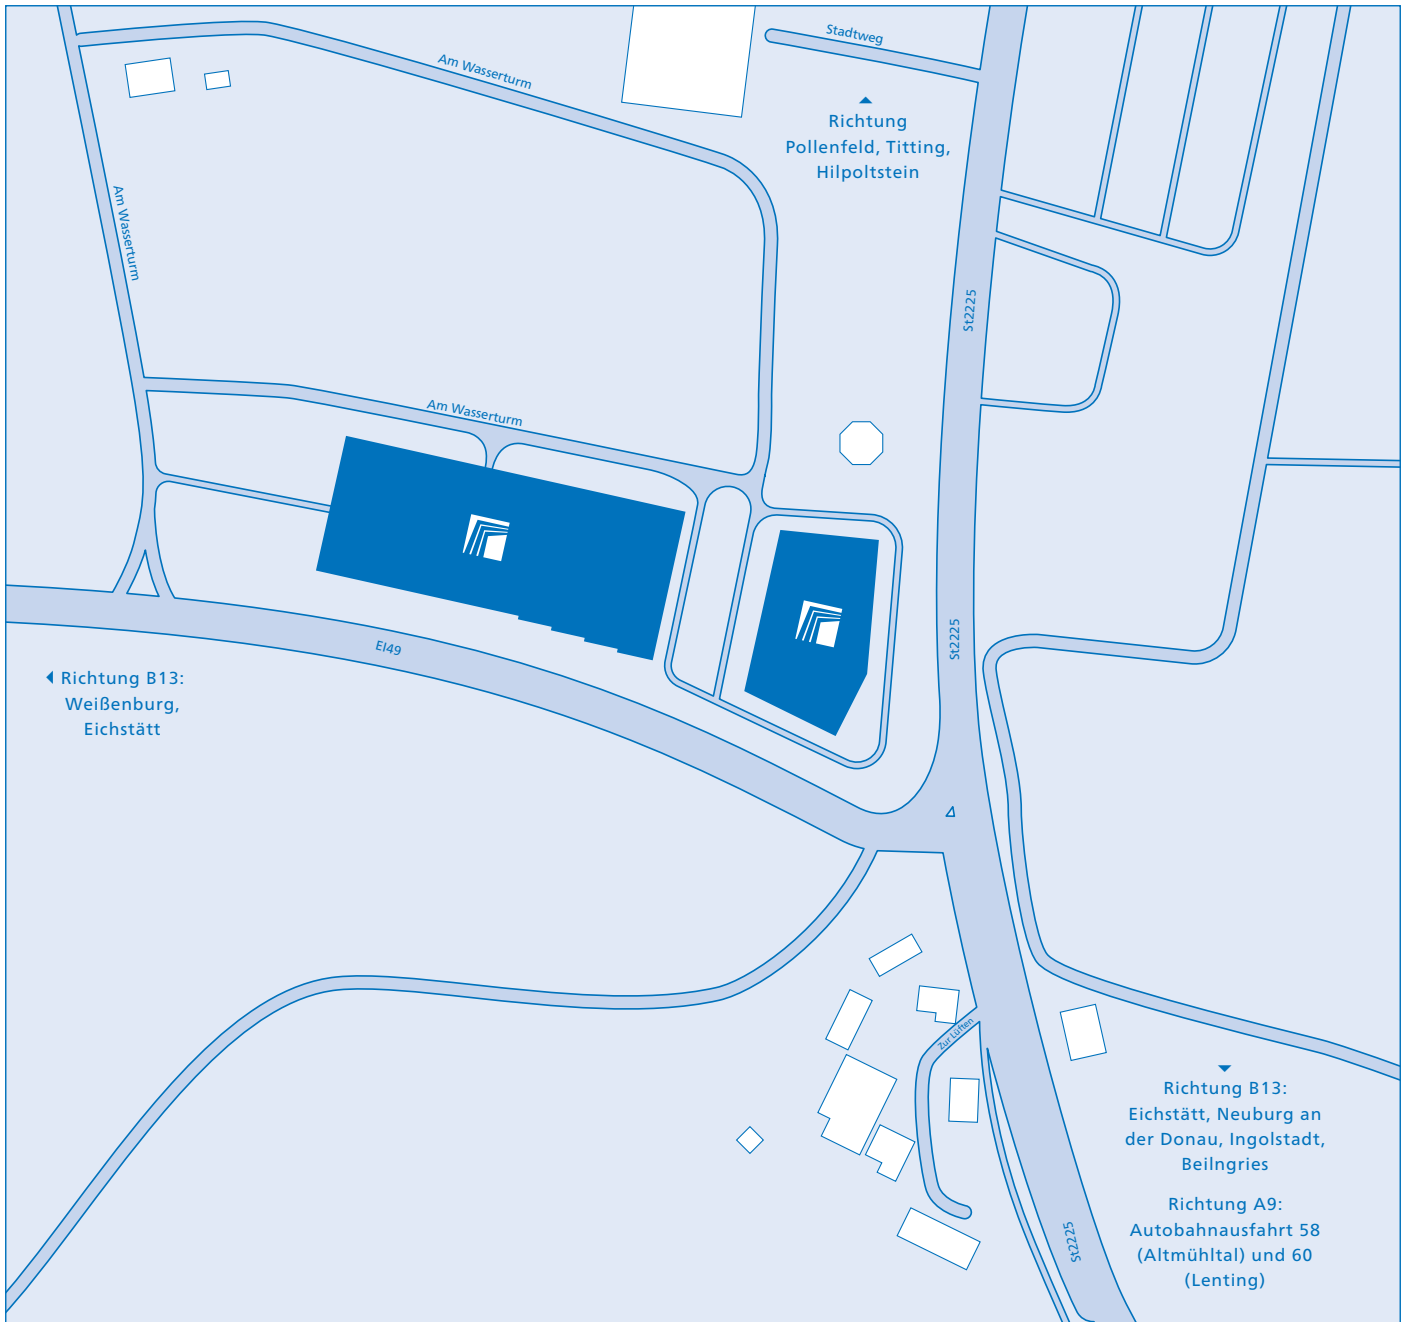 Stadtweg
Am Wasserturm
Richtung
Pollenfeld, Titting,
Hilpoltstein
Am Wasserturm
St2225
Am Wasserturm
St2225
EI49
Richtung B13:
Weißenburg,
Eichstätt
Zur Lüften
Richtung B13:
Eichstätt, Neuburg an
der Donau, Ingolstadt,
Beilngries
Richtung A9:
Autobahnausfahrt 58
(Altmühltal) und 60
(Lenting)
St2225